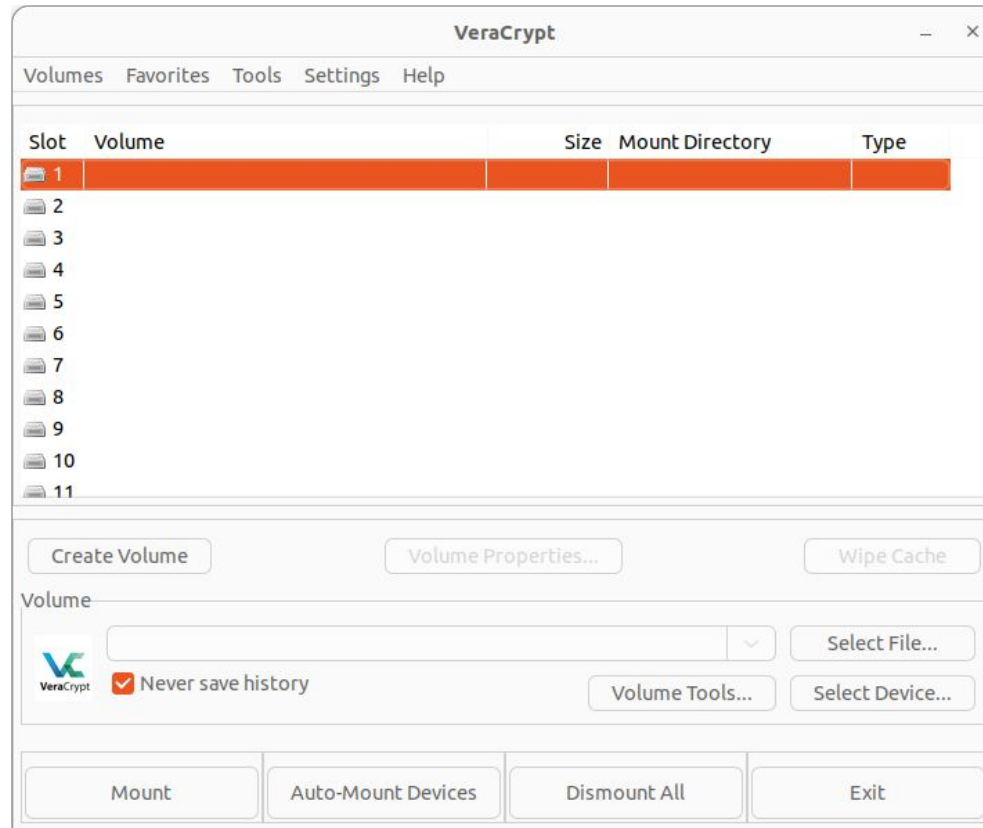 VeraCrypt
Volumes Favorites Tools Settings Help
Slot Volume Size Mount Directory Type
1
2
3
4
5
6
7
8
9
10
11
Create Volume Volume Properties... Wipe Cache
Volume
Select File...
VeraCrypt Never save history
Volume Tools... Select Device...
Mount Auto-Mount Devices Dismount All Exit